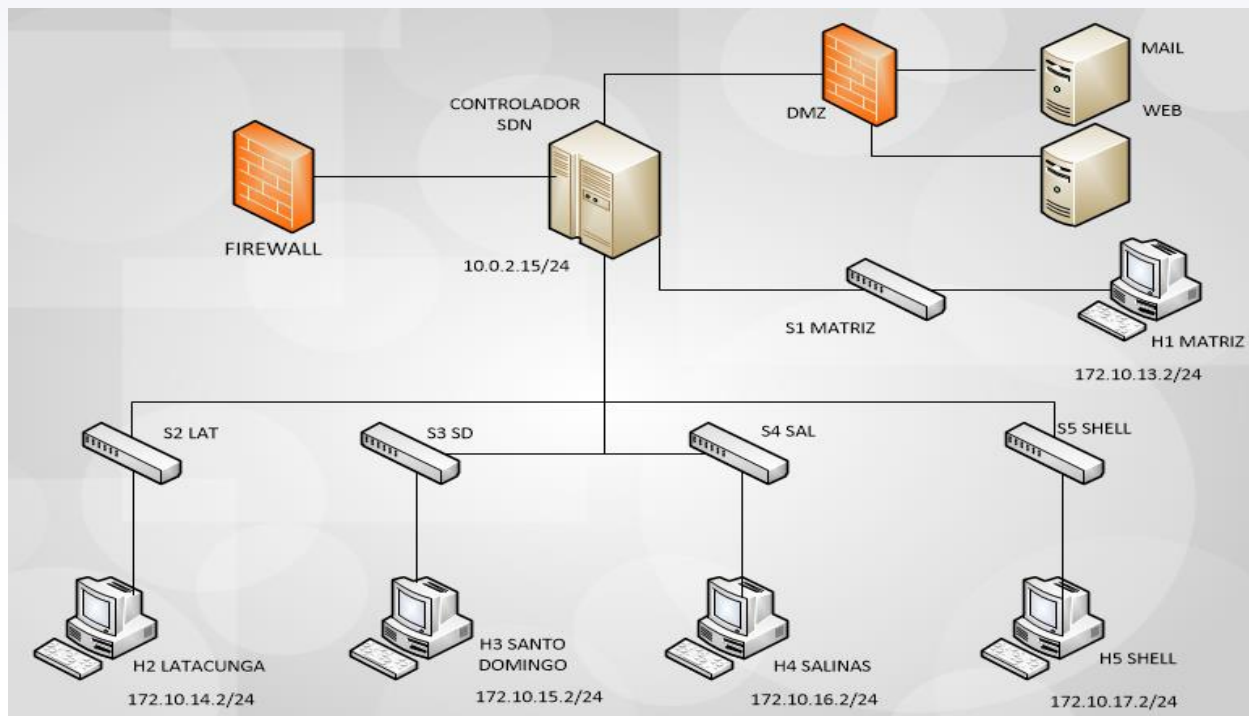 MAIL
CONTROLADOR
SDN
DMZ
WEB
FIREWALL
10.0.2.15/24
S1 MATRIZ
H1 MATRIZ
172.10.13.2/24
S2 LAT
S3 SD
S4 SAL
S5 SHELL
H2 LATACUNGA
172.10.14.2/24
H3 SANTO
DOMINGO
172.10.15.2/24
H4 SALINAS
172.10.16.2/24
H5 SHELL
172.10.17.2/24